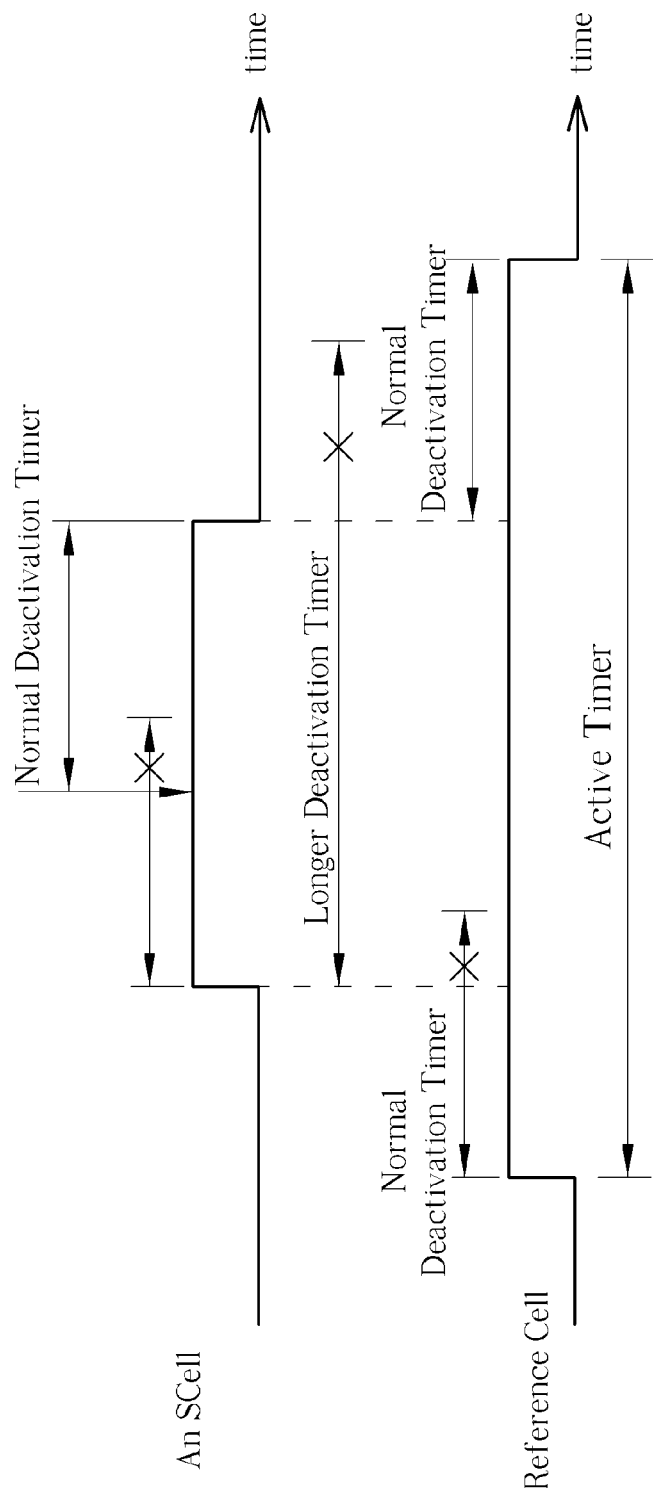 Normal Deactivation Timer
An SCell
time
Longer Deactivation Timer
Normal
Deactivation Timer
Normal
Deactivation Timer
Reference Cell
time
Active Timer